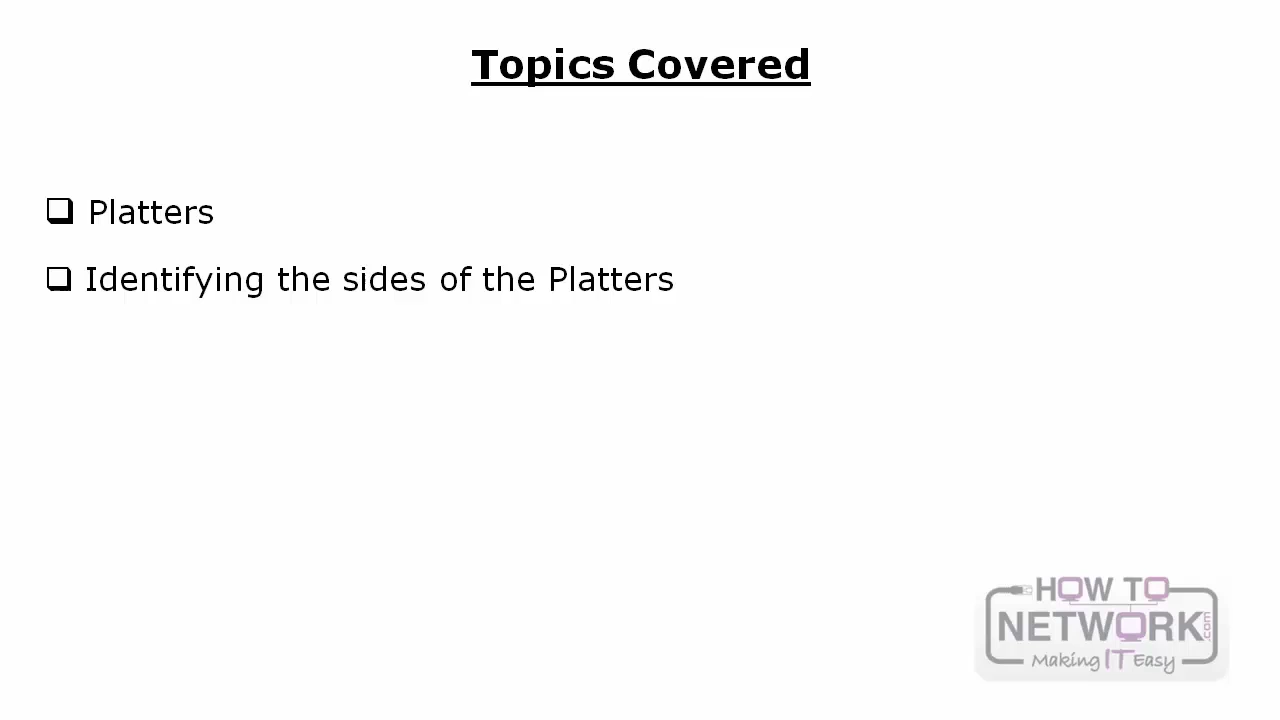 Topics Covered
Platters
Identifying the sides of the Platters
HOW TO
NETWORK.com
Making IT Easy